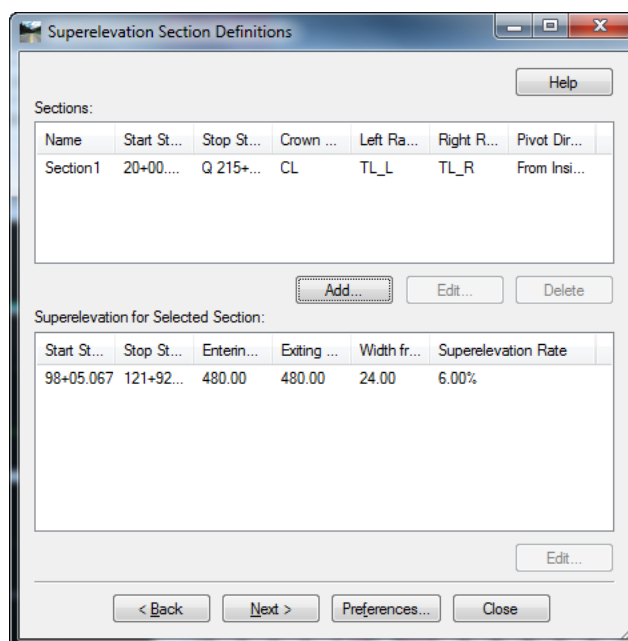 Superelevation Section Definitions
Help
Sections:
Name Start St... Stop St... Crown ... Left Ra... Right R... Pivot Dir...
Section1 20+00.... Q 215+... CL TL_L TL_R From Insi...
Add... Edit... Delete
Superelevation for Selected Section:
Start St... Stop St... Enterin... Exiting ... Width fr... Superelevation Rate
98+05.067 121+92... 480.00 480.00 24.00 6.00%
Edit...
< Back Next > Preferences... Close